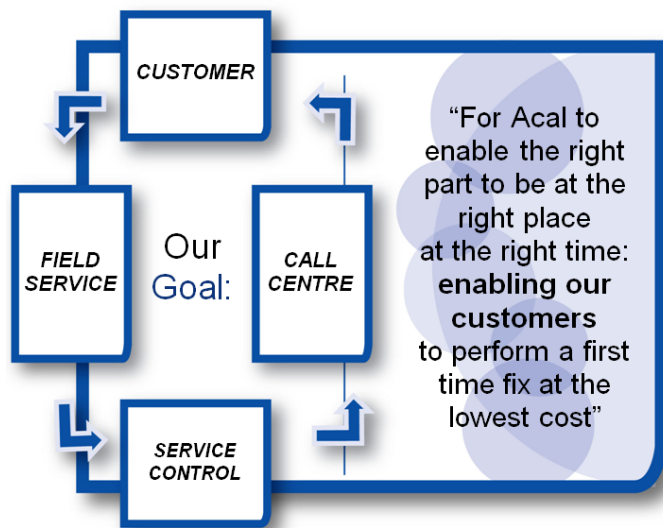 CUSTOMER
FIELD
SERVICE
Our
Goal:
CALL
CENTRE
SERVICE
CONTROL
“For Acal to
enable the right
part to be at the
right place
at the right time:
enabling our
customers
to perform a first
time fix at the
lowest cost”